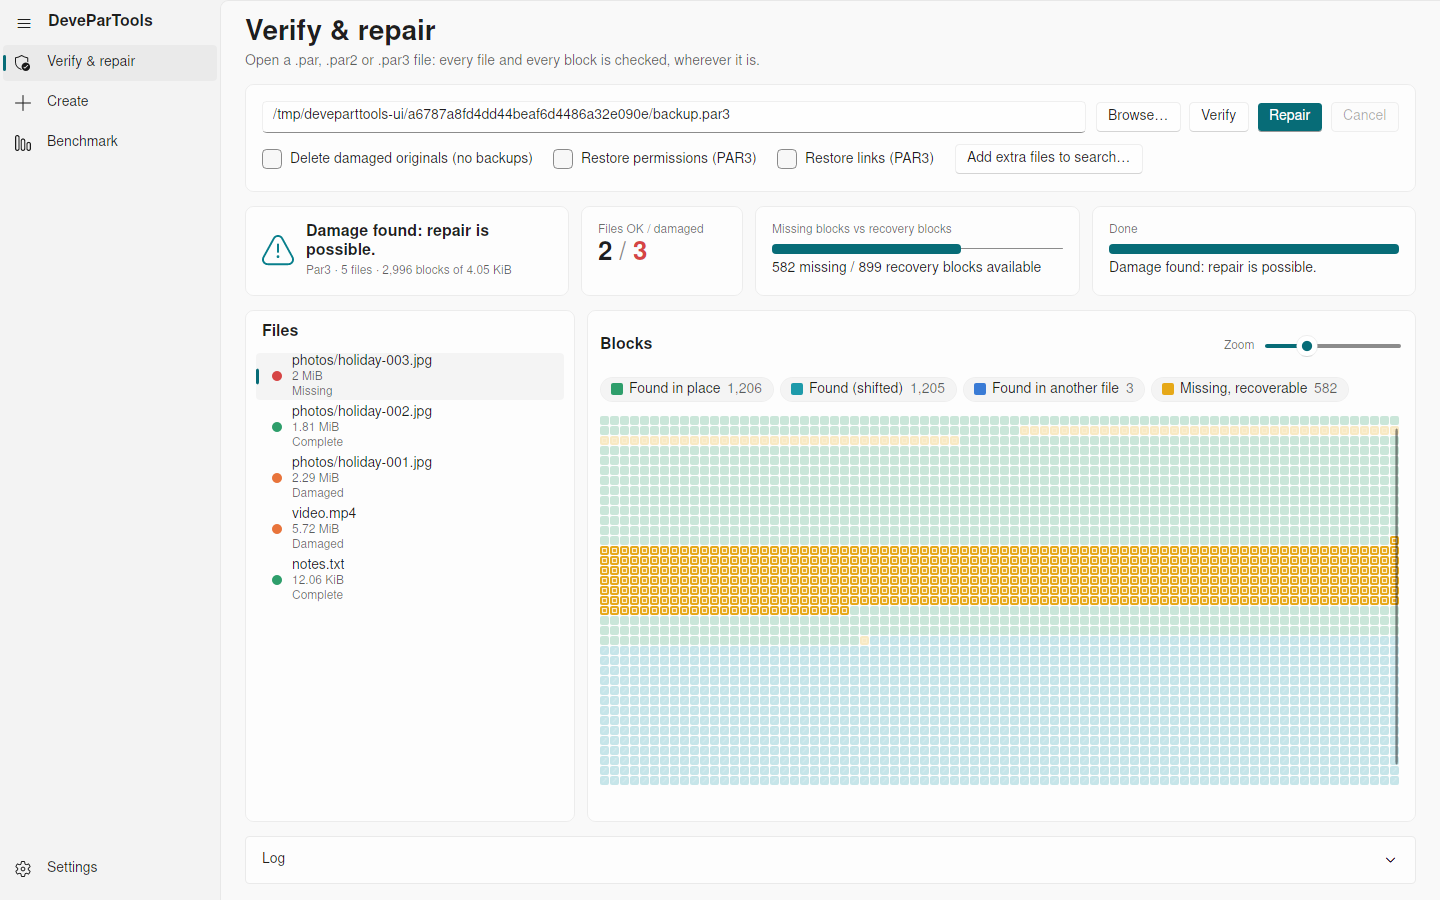 DeveParTools
Verify & repair
Create
Benchmark
Settings
Verify & repair
Open a .par, .par2 or .par3 file: every file and every block is checked, wherever it is.
/tmp/deveparttools-ui/a6787a8fd4dd44beaf6d4486a32e090e/backup.par3
Browse...
Verify
Repair
Cancel
Delete damaged originals (no backups)
Restore permissions (PAR3)
Restore links (PAR3)
Add extra files to search...
Damage found: repair is
possible.
Par3 · 5 files · 2,996 blocks of 4.05 KiB
Files OK / damaged
2 / 3
Missing blocks vs recovery blocks
582 missing / 899 recovery blocks available
Done
Damage found: repair is possible.
Files
photos/holiday-003.jpg
2 MiB
Missing
photos/holiday-002.jpg
1.81 MiB
Complete
photos/holiday-001.jpg
2.29 MiB
Damaged
video.mp4
5.72 MiB
Damaged
notes.txt
12.06 KiB
Complete
Blocks
Zoom
Found in place 1,206
Found (shifted) 1,205
Found in another file 3
Missing, recoverable 582
Log